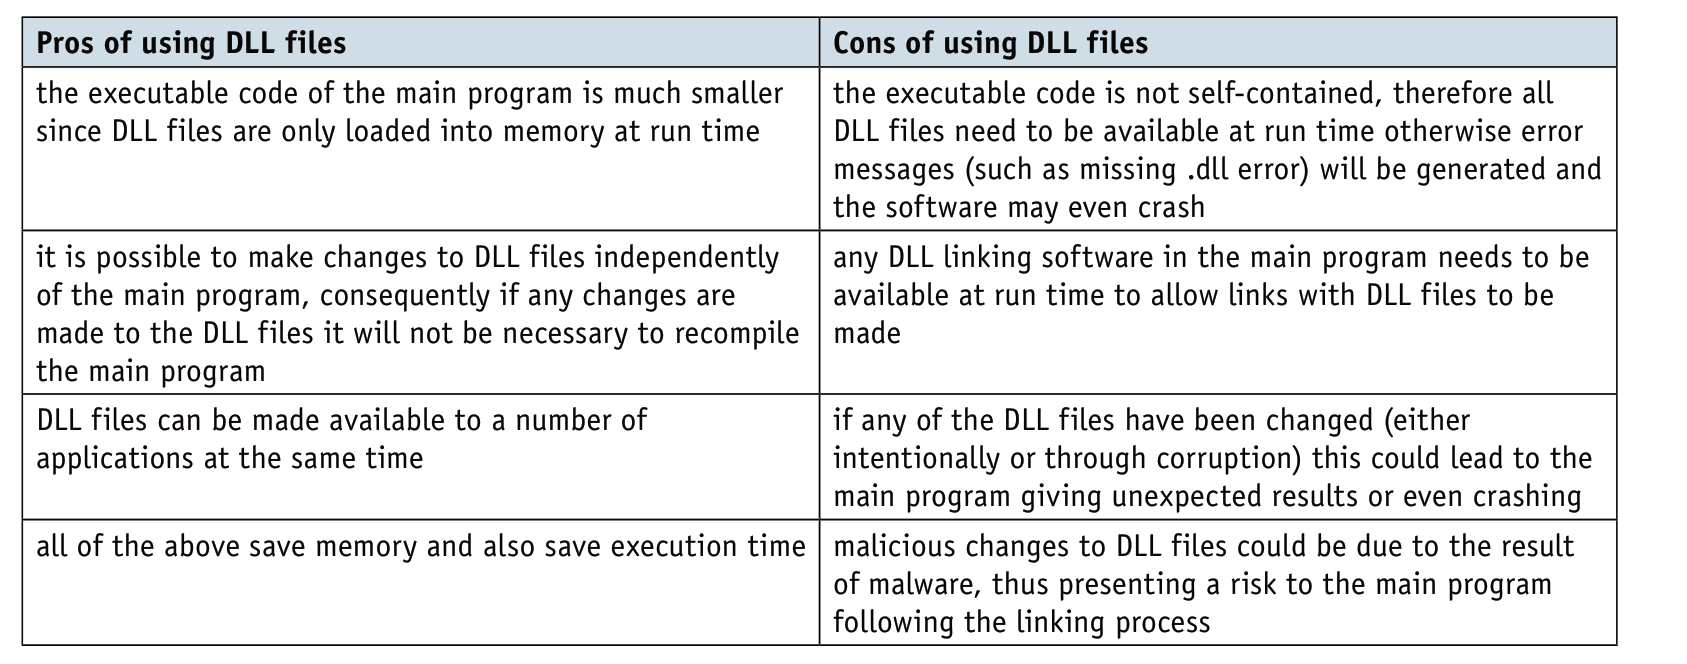 Pros of using DLL files
Cons of using DLL files
the executable code of the main program is much smaller
since DLL files are only loaded into memory at run time
the executable code is not self-contained, therefore all
DLL files need to be available at run time otherwise error
messages (such as missing .dll error) will be generated and
the software may even crash
it is possible to make changes to DLL files independently
of the main program, consequently if any changes are
made to the DLL files it will not be necessary to recompile
the main program
any DLL linking software in the main program needs to be
available at run time to allow links with DLL files to be
made
DLL files can be made available to a number of
applications at the same time
if any of the DLL files have been changed (either
intentionally or through corruption) this could lead to the
main program giving unexpected results or even crashing
all of the above save memory and also save execution time
malicious changes to DLL files could be due to the result
of malware, thus presenting a risk to the main program
following the linking process